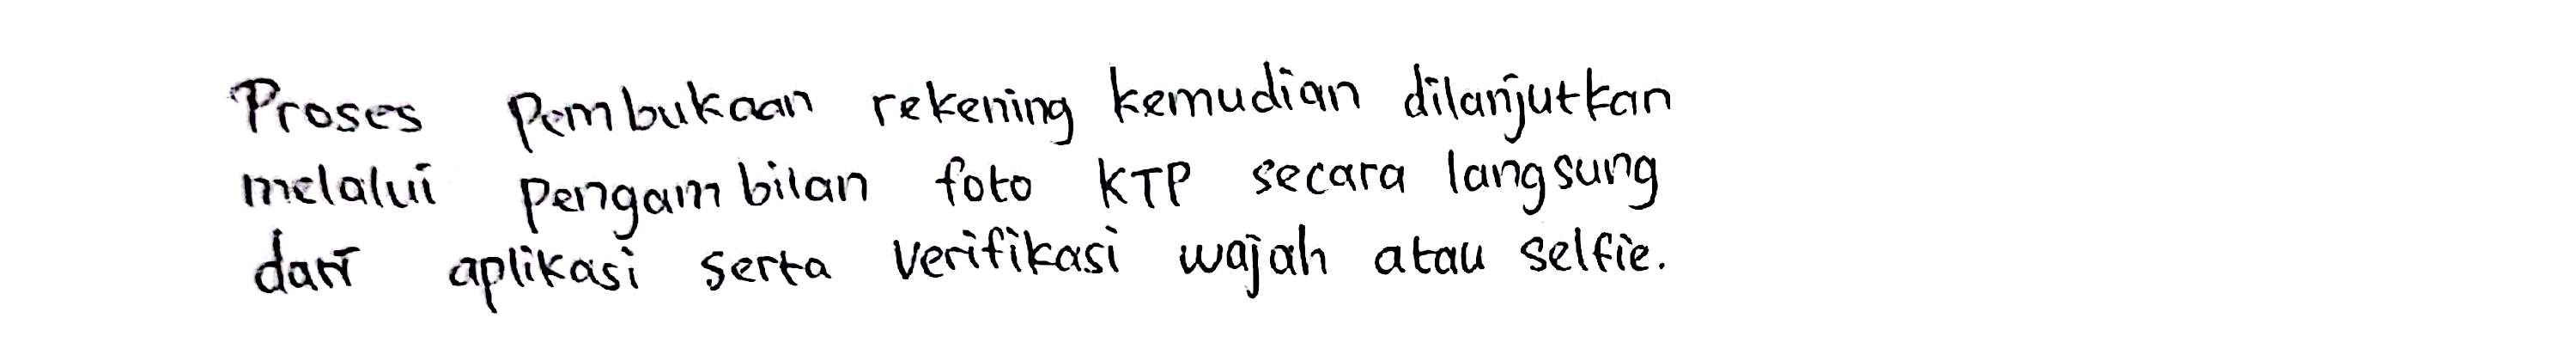 Proses pembukaan rekening kemudian dilanjutkan
melalui pengambilan foto KTP secara langsung
dari aplikasi serta verifikasi wajah atau selfie.